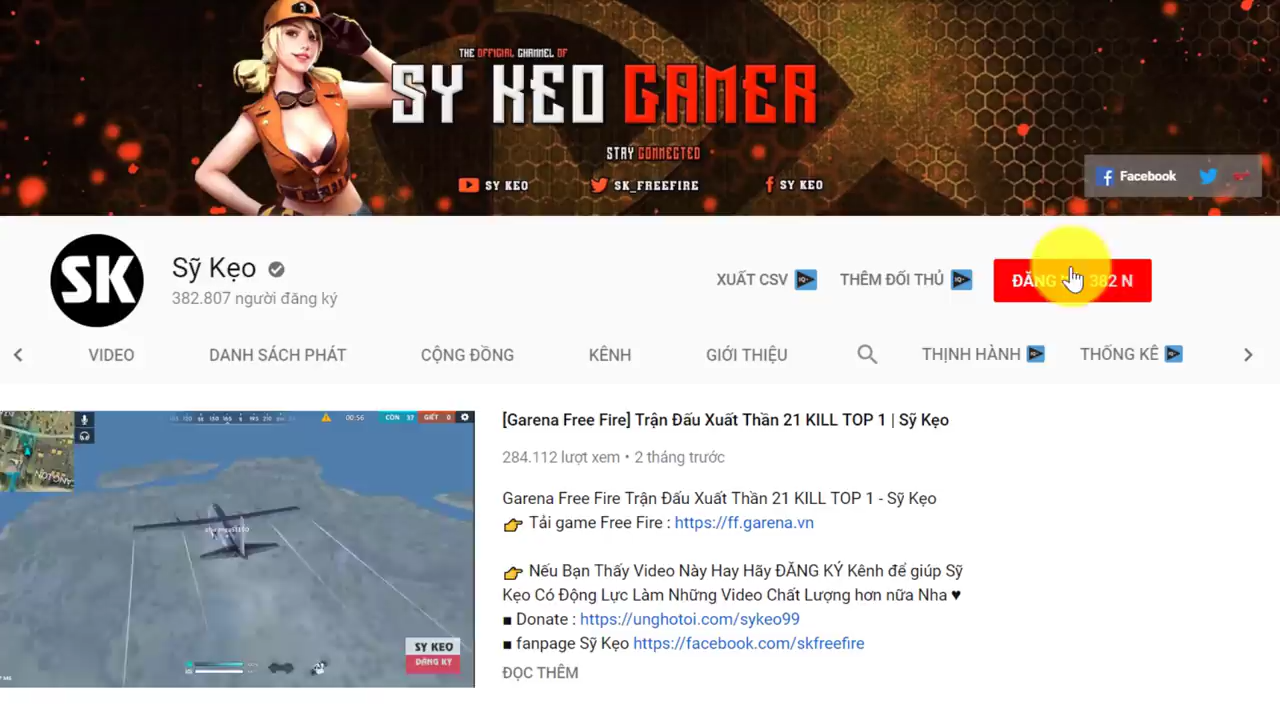 THE OFFICIAL CHANNEL OF
SY KEO GAMER
STAY CONNECTED
SY KEO
SK_FREEFIRE
SY KEO
Facebook
SK
Sỹ Kẹo
382.807 người đăng ký
XUẤT CSV
THÊM ĐỐI THỦ
382 N
VIDEO
DANH SÁCH PHÁT
CỘNG ĐỒNG
KÊNH
GIỚI THIỆU
THỊNH HÀNH
THỐNG KÊ
00:56
CÒN 37
GIẾT 0
SY KEO
ĐĂNG KÝ
[Garena Free Fire] Trận Đấu Xuất Thần 21 KILL TOP 1 | Sỹ Kẹo
284.112 lượt xem • 2 tháng trước
Garena Free Fire Trận Đấu Xuất Thần 21 KILL TOP 1 - Sỹ Kẹo
👉 Tải game Free Fire : https://ff.garena.vn
👉 Nếu Bạn Thấy Video Này Hay Hãy ĐĂNG KÝ Kênh để giúp Sỹ
Kẹo Có Động Lực Làm Những Video Chất Lượng hơn nữa Nha ♥
■ Donate : https://unghotoi.com/sykeo99
■ fanpage Sỹ Kẹo https://facebook.com/skfreefire
ĐỌC THÊM